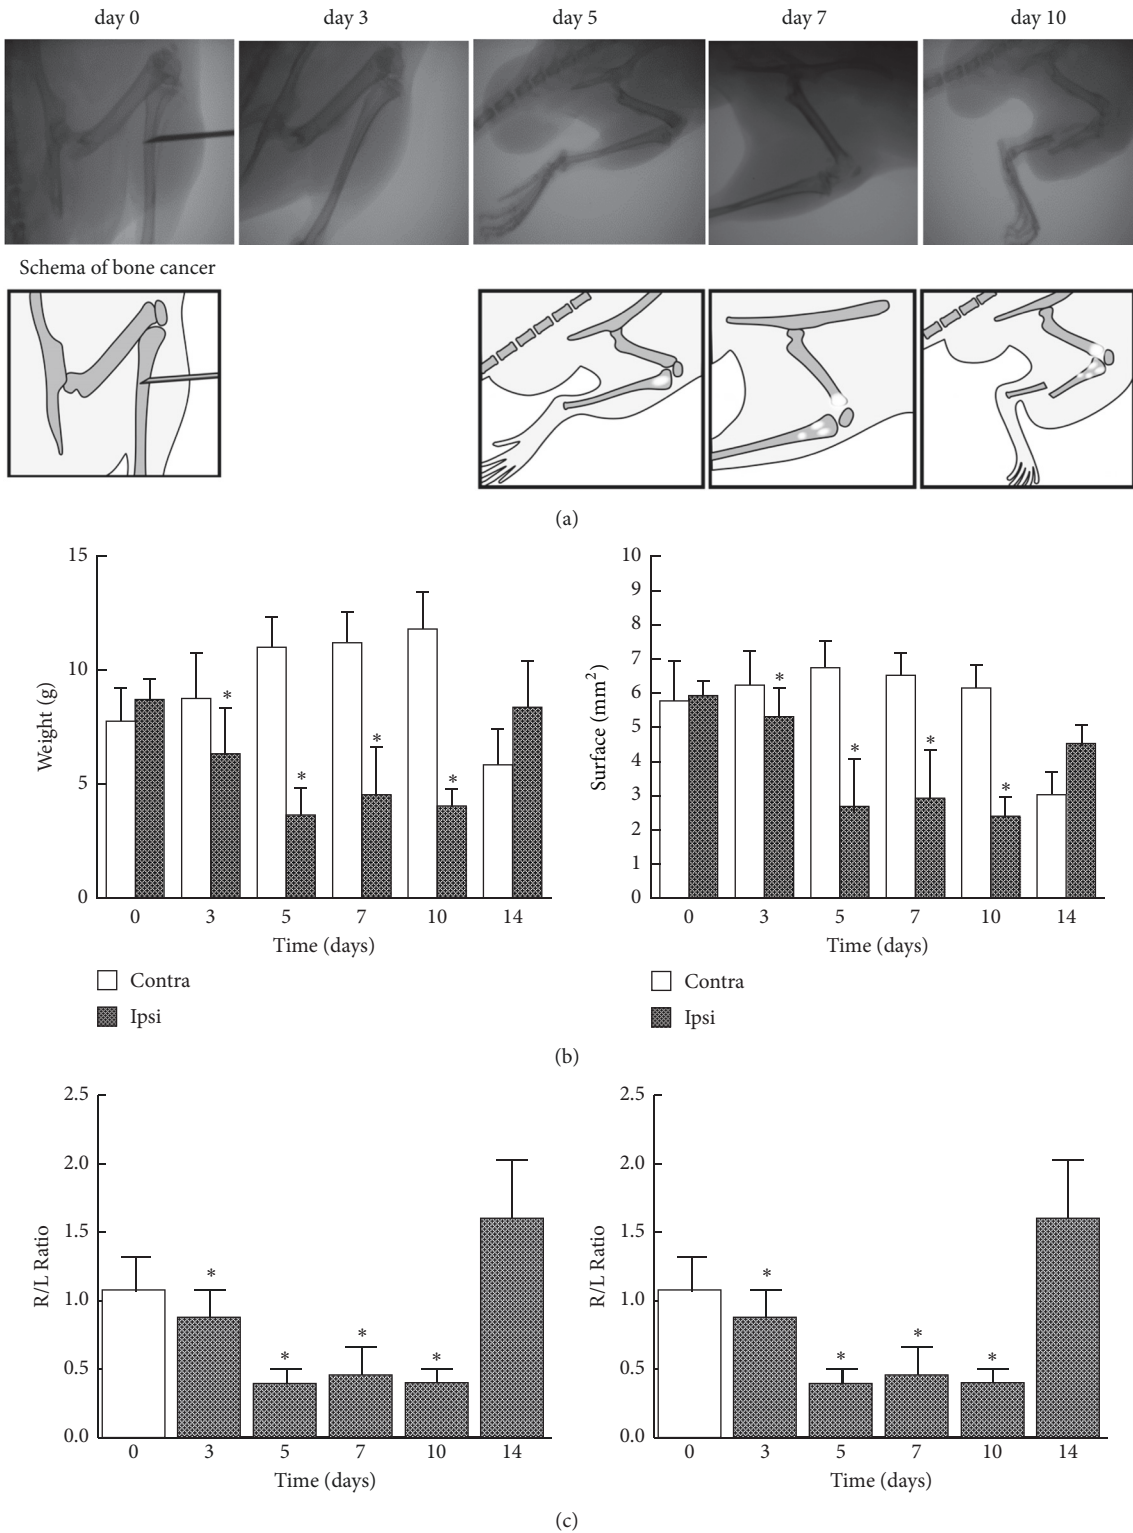 day 0
day 3
day 5
day 7
day 10
Schema of bone cancer
(a)
15
10
5
0
Weight (g)
*
*
*
*
0 3 5 7 10 14
Time (days)
Contra
Ipsi
10
9
8
7
6
5
4
3
2
1
0
Surface (mm²)
*
*
*
*
0 3 5 7 10 14
Time (days)
Contra
Ipsi
(b)
2.5
2.0
1.5
1.0
0.5
0.0
R/L Ratio
*
*
*
*
0 3 5 7 10 14
Time (days)
2.5
2.0
1.5
1.0
0.5
0.0
R/L Ratio
*
*
*
*
0 3 5 7 10 14
Time (days)
(c)